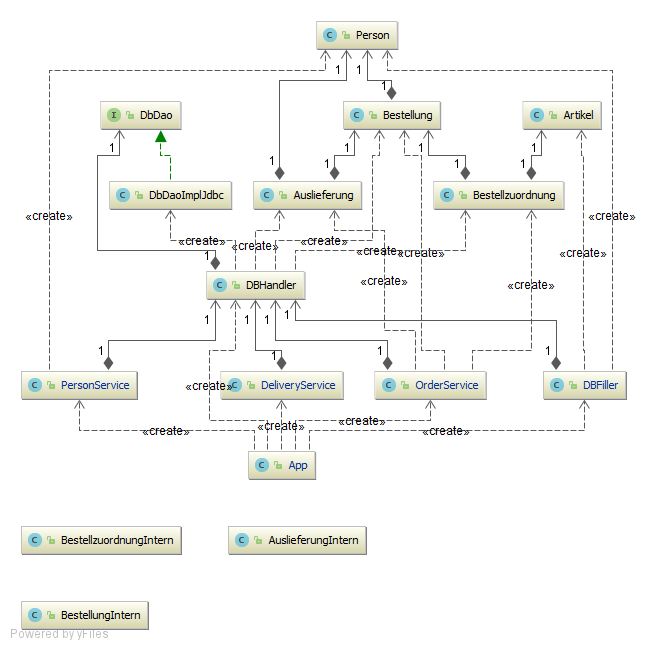 C Person
1 1
1
I DbDao C Bestellung C Artikel
1 1 1 1
1 1 1 1
C DbDaoImplJdbc C Auslieferung C Bestellzuordnung
«create»
«create» «create» «create» «create» «create»
1
«create» «create»
C DBHandler
1 1 1 1
1 1 1 1
C PersonService «create» C DeliveryService C OrderService C DBFiller
«create» «create» «create» «create»
C App
C BestellzuordnungIntern C AuslieferungIntern
C BestellungIntern
Powered by yFiles